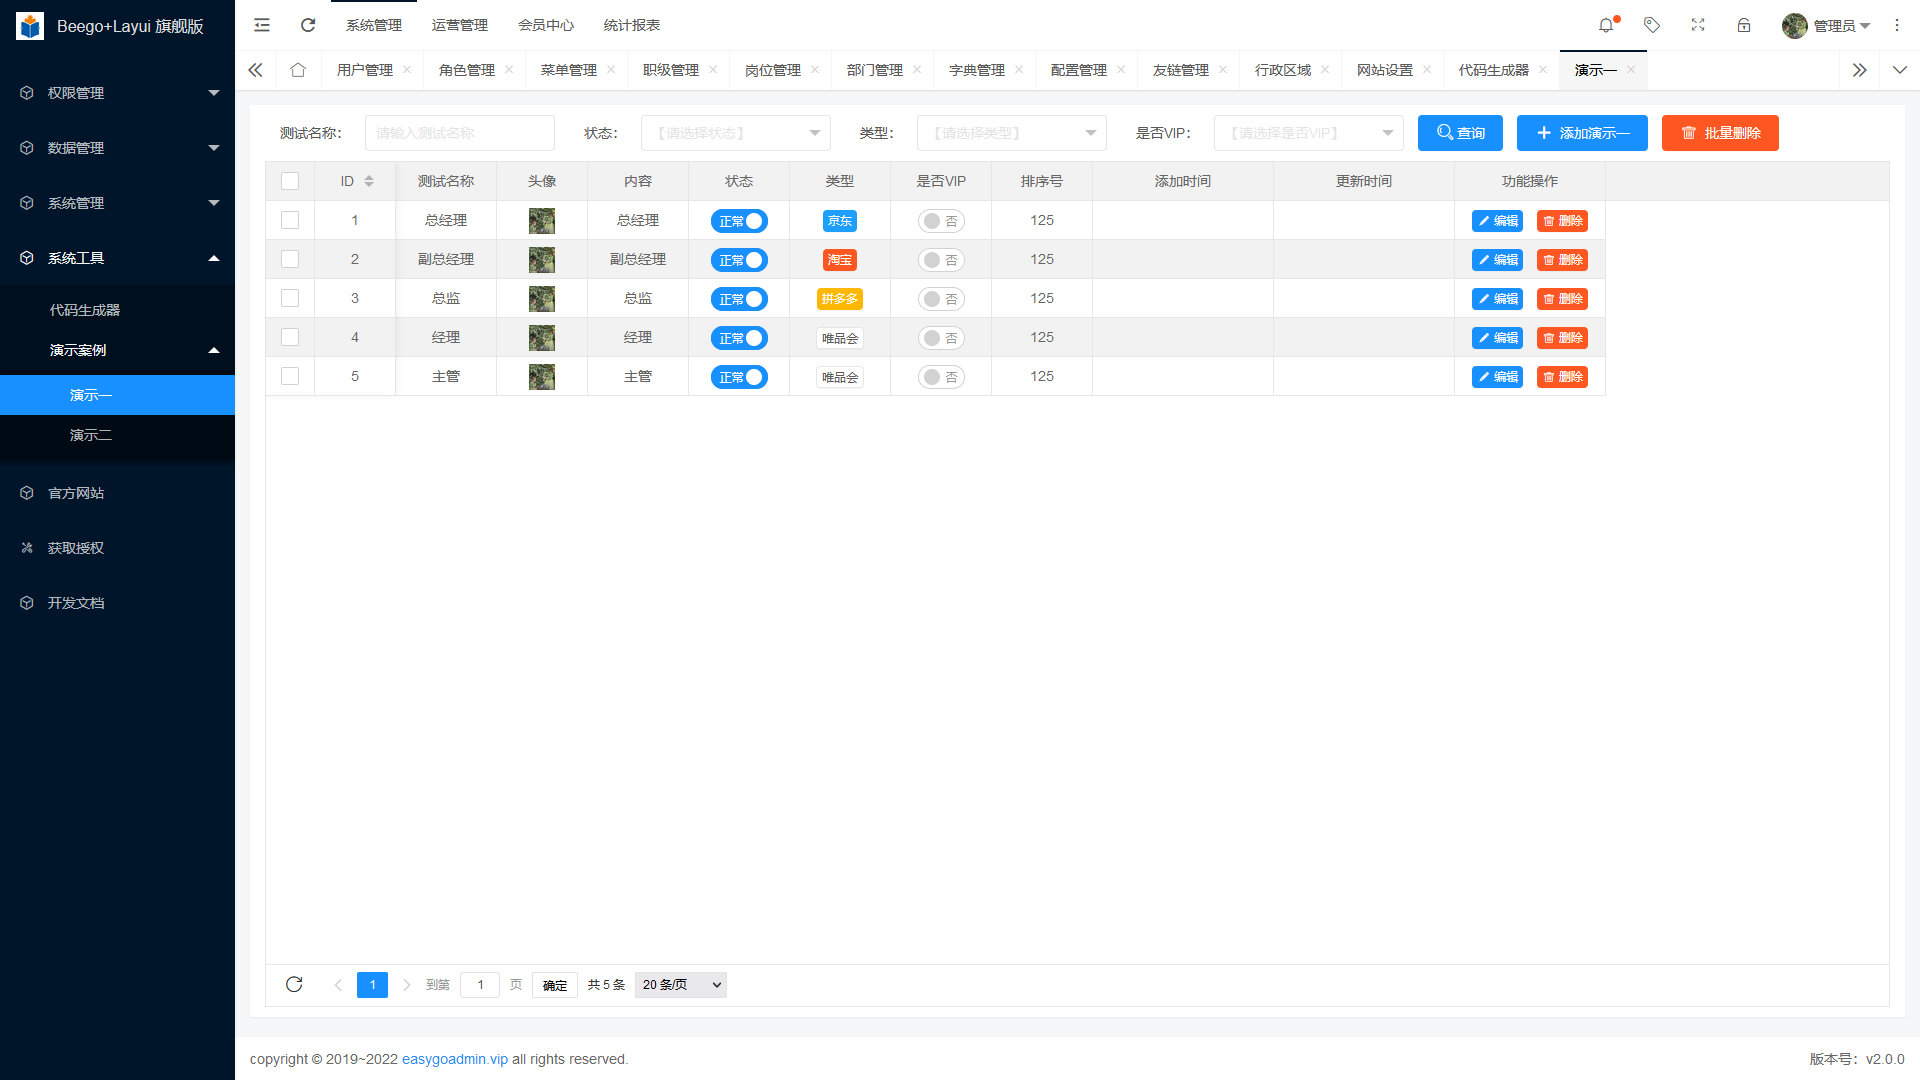 Beego+Layui 旗舰版
系统管理 运营管理 会员中心 统计报表
管理员
用户管理 角色管理 菜单管理 职级管理 岗位管理 部门管理 字典管理 配置管理 友链管理 行政区域 网站设置 代码生成器 演示一
权限管理
数据管理
系统管理
系统工具
代码生成器
演示案例
演示一
演示二
官方网站
获取授权
开发文档
测试名称： 请输入测试名称 状态： 【请选择状态】 类型： 【请选择类型】 是否VIP： 【请选择是否VIP】 查询 添加演示一 批量删除
ID 测试名称 头像 内容 状态 类型 是否VIP 排序号 添加时间 更新时间 功能操作
1 总经理 总经理 正常 京东 否 125 编辑 删除
2 副总经理 副总经理 正常 淘宝 否 125 编辑 删除
3 总监 总监 正常 拼多多 否 125 编辑 删除
4 经理 经理 正常 唯品会 否 125 编辑 删除
5 主管 主管 正常 唯品会 否 125 编辑 删除
1 到第 1 页 确定 共 5 条 20 条/页
copyright © 2019~2022 easygoadmin.vip all rights reserved.
版本号：v2.0.0